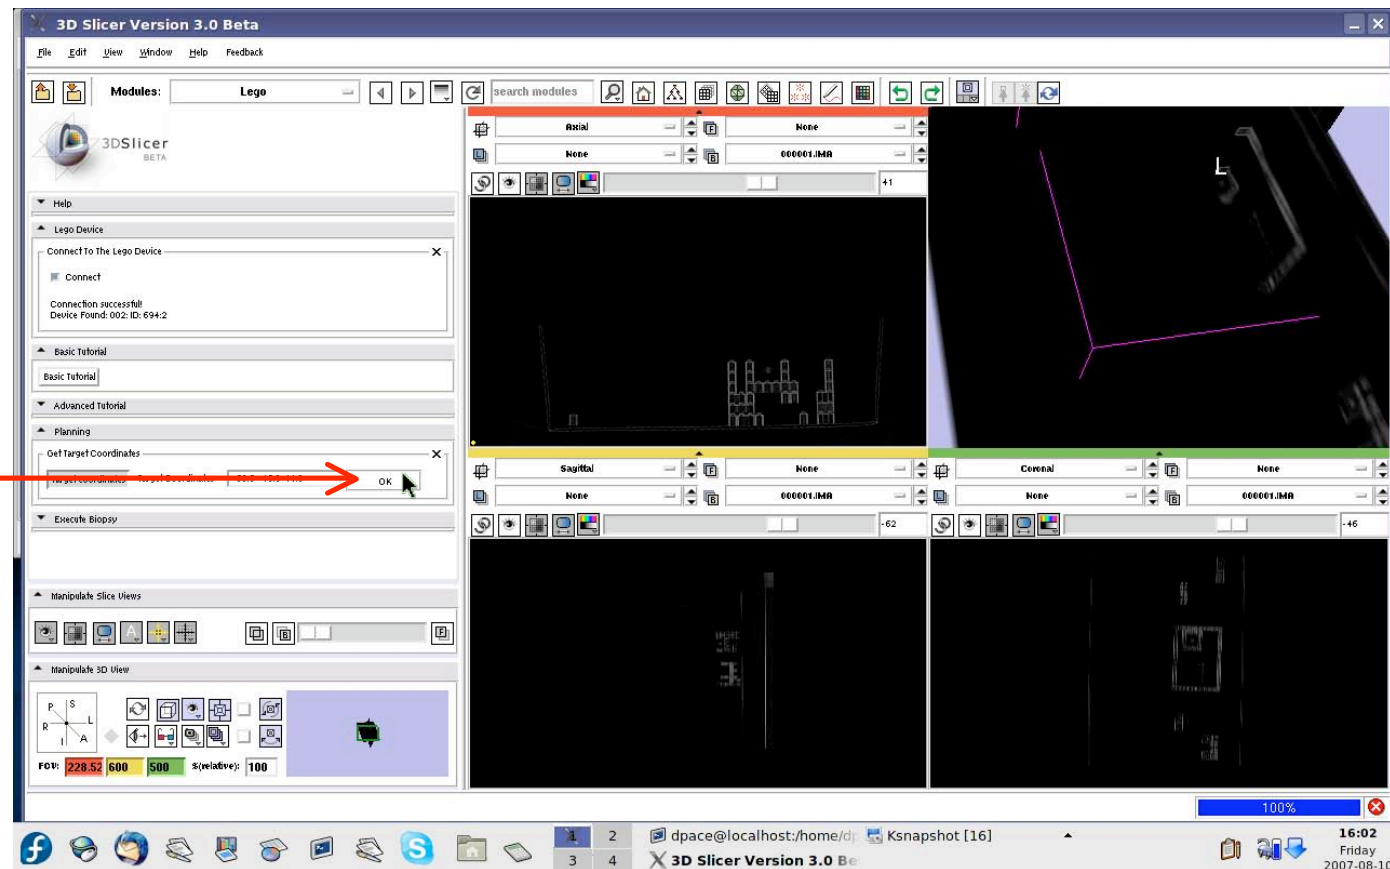 3D Slicer Version 3.0 Beta
File Edit View Window Help Feedback
Modules: Lego search modules
3DSlicer
BETA
Help
Lego Device
Connect To The Lego Device
Connect
Connection successful!
Device Found: 002: ID: 694:2
Basic Tutorial
Basic Tutorial
Advanced Tutorial
Planning
Get Target Coordinates
OK
Execute Biopsy
Manipulate Slice Views
Manipulate 3D View
P S
R L
I A
FOV: 228.52 600 500 %(relative): 100
Axial None
None 000001.IMA
41
L
Sagittal None
None 000001.IMA
-62
Coronal None
None 000001.IMA
-46
100%
1 2
3 4
dpace@localhost:/home/dp
Ksnapshot [16]
3D Slicer Version 3.0 Be
16:02
Friday
2007-08-10